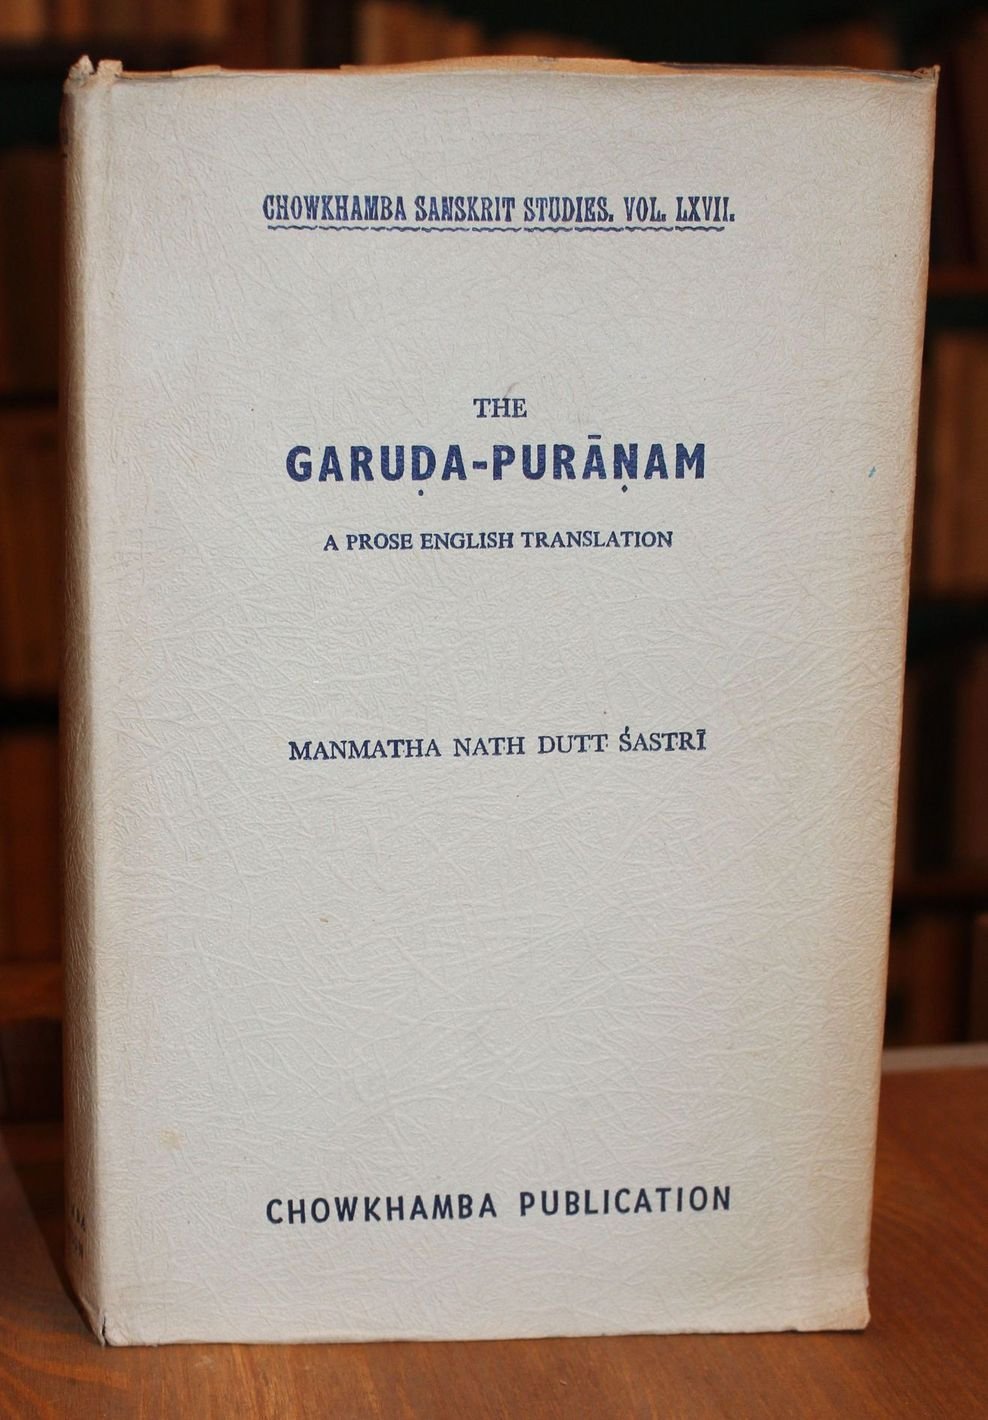 CHOWKHAMBA SANSKRIT STUDIES. VOL. LXVII.
THE
GARUḌA-PURĀṆAM
A PROSE ENGLISH TRANSLATION
MANMATHA NATH DUTT ŚASTRĪ
CHOWKHAMBA PUBLICATION